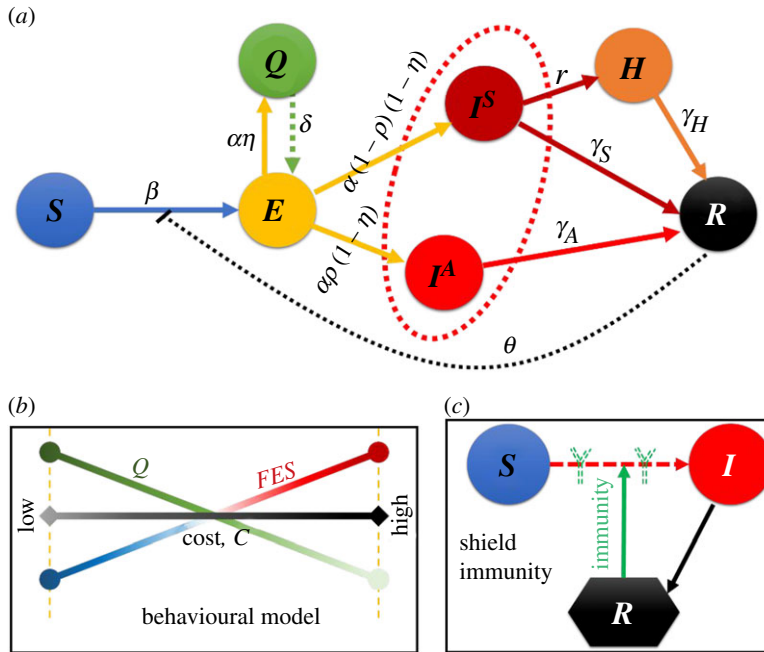 (a)
Q
I^S
r
H
α (1 – ρ) (1 – η)
δ
αη
γ_H
γ_S
β
S
E
R
αρ (1 – η)
γ_A
I^A
θ
(b)
(c)
Q
FES
S
I
low
high
cost, C
immunity
shield
immunity
behavioural model
R